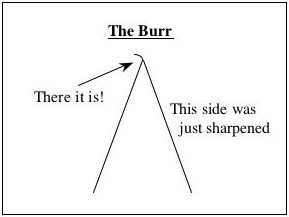 The Burr
There it is!
This side was
just sharpened